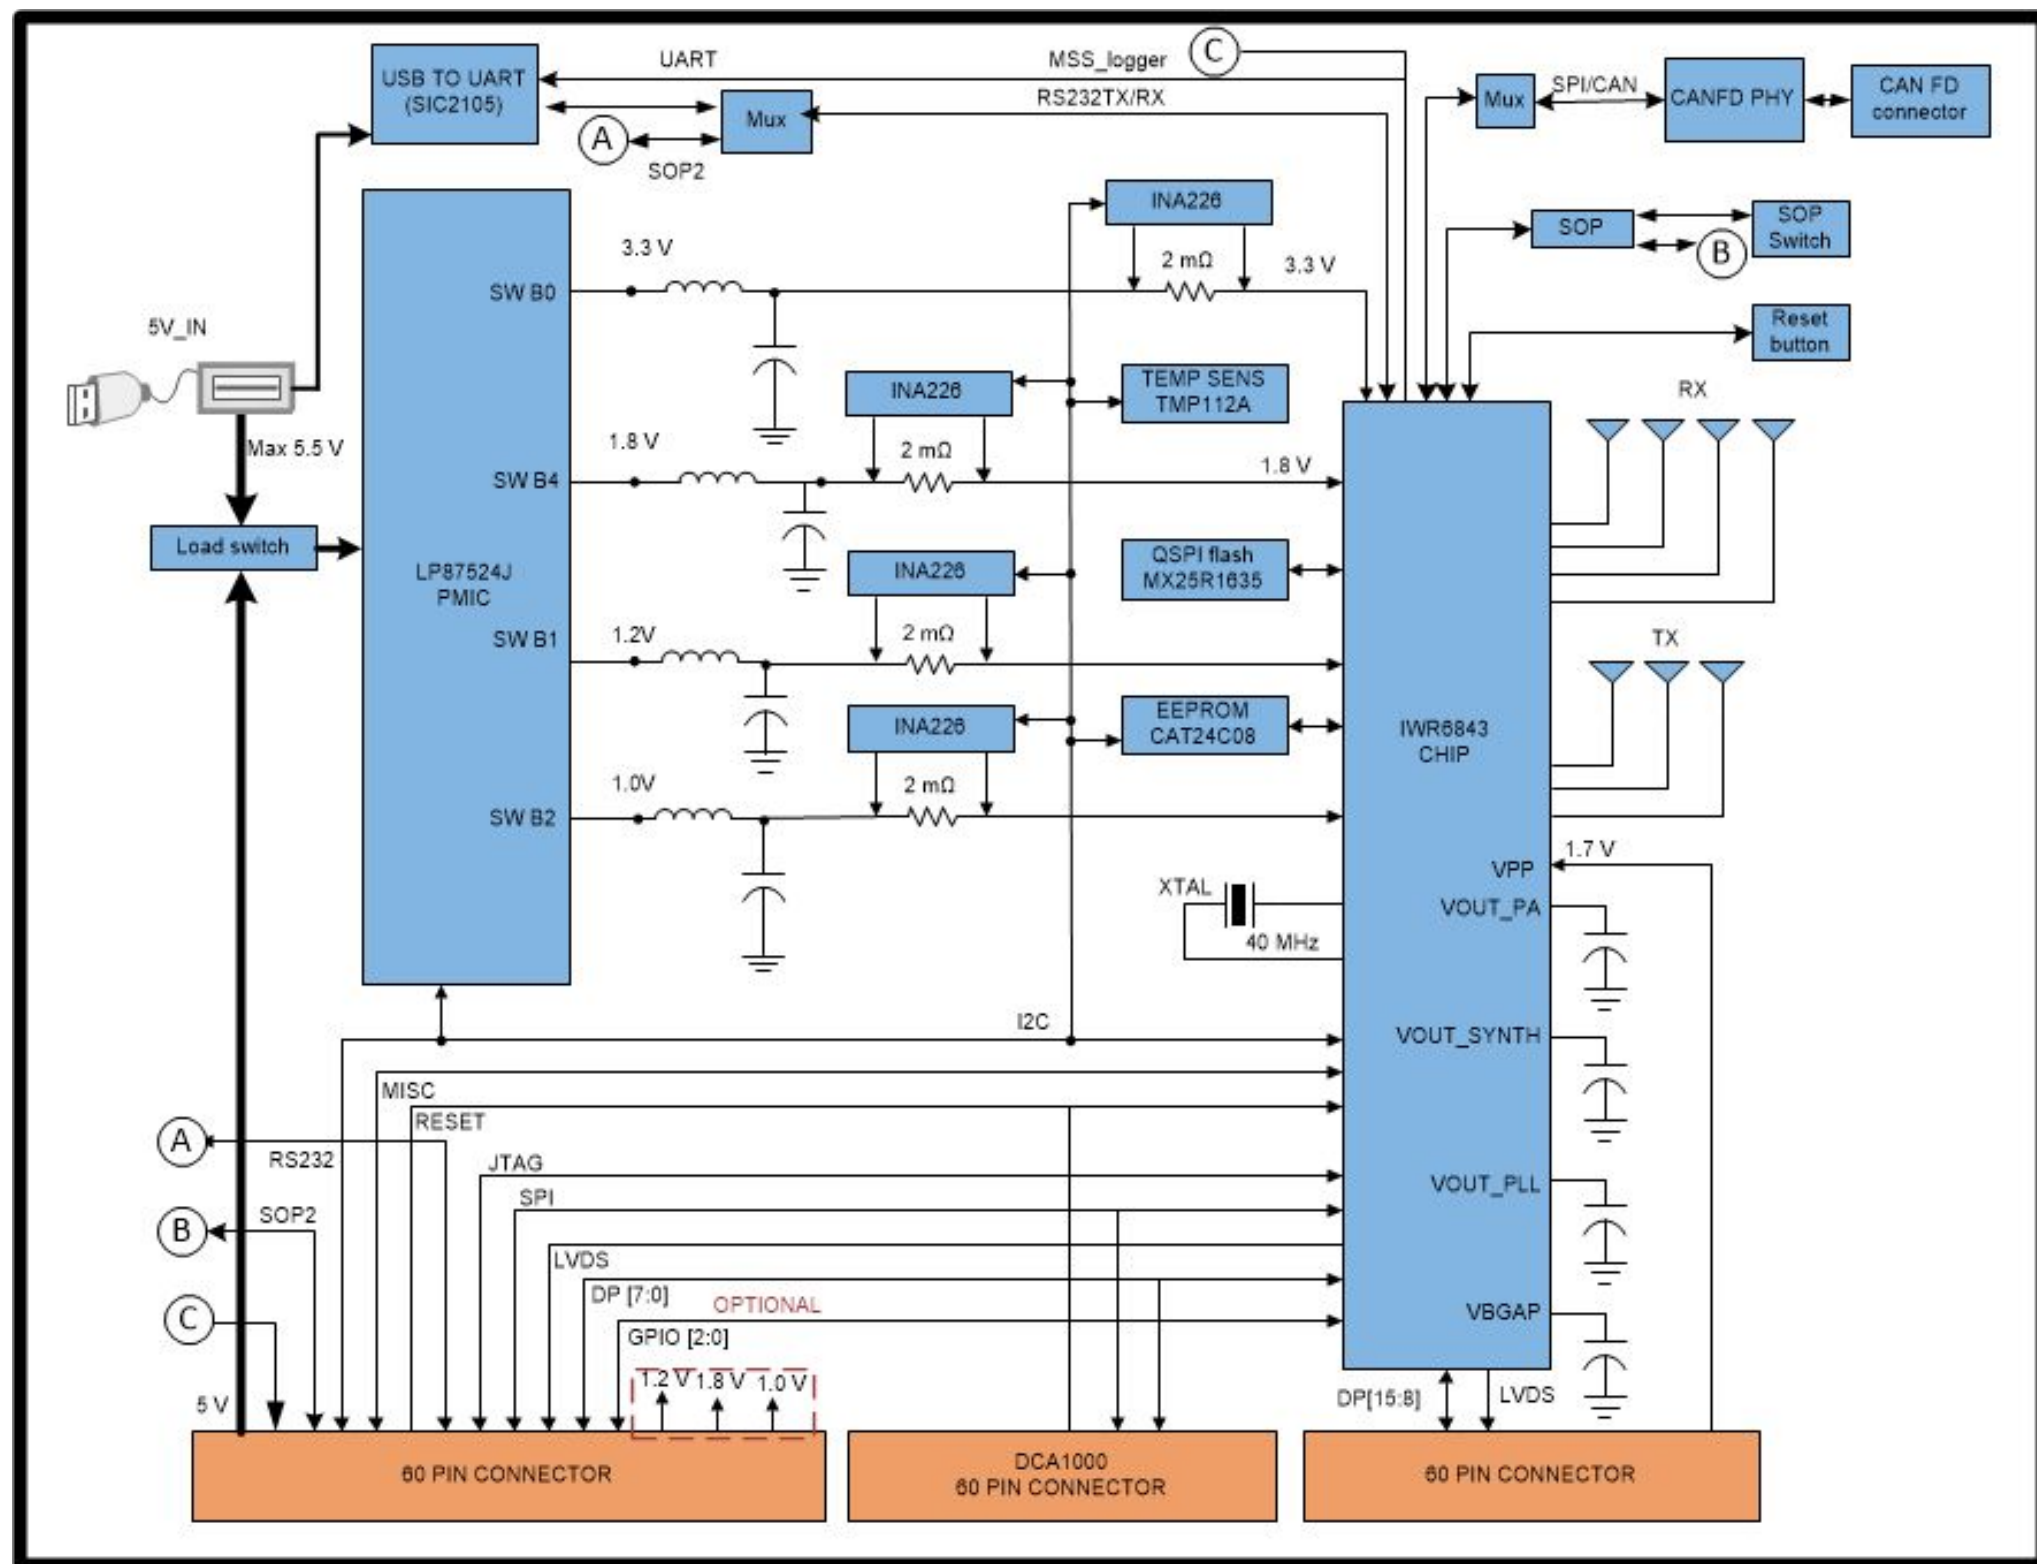 USB TO UART
(SIC2105)
UART
MSS_logger
C
RS232TX/RX
Mux
A
SOP2
Mux
SPI/CAN
CANFD PHY
CAN FD
connector
INA226
SOP
SOP
Switch
B
3.3 V
2 mΩ
3.3 V
SW B0
5V_IN
Reset
button
INA226
TEMP SENS
TMP112A
RX
Max 5.5 V
1.8 V
2 mΩ
1.8 V
SW B4
Load switch
LP87524J
PMIC
INA226
QSPI flash
MX25R1635
SW B1
1.2V
2 mΩ
TX
INA226
EEPROM
CAT24C08
IWR6843
CHIP
1.0V
2 mΩ
SW B2
1.7 V
VPP
XTAL
VOUT_PA
40 MHz
I2C
VOUT_SYNTH
MISC
RESET
A
RS232
JTAG
VOUT_PLL
SPI
B
SOP2
LVDS
DP [7:0]
OPTIONAL
C
GPIO [2:0]
VBGAP
1.2 V 1.8 V 1.0 V
5 V
DP[15:8]
LVDS
60 PIN CONNECTOR
DCA1000
60 PIN CONNECTOR
60 PIN CONNECTOR